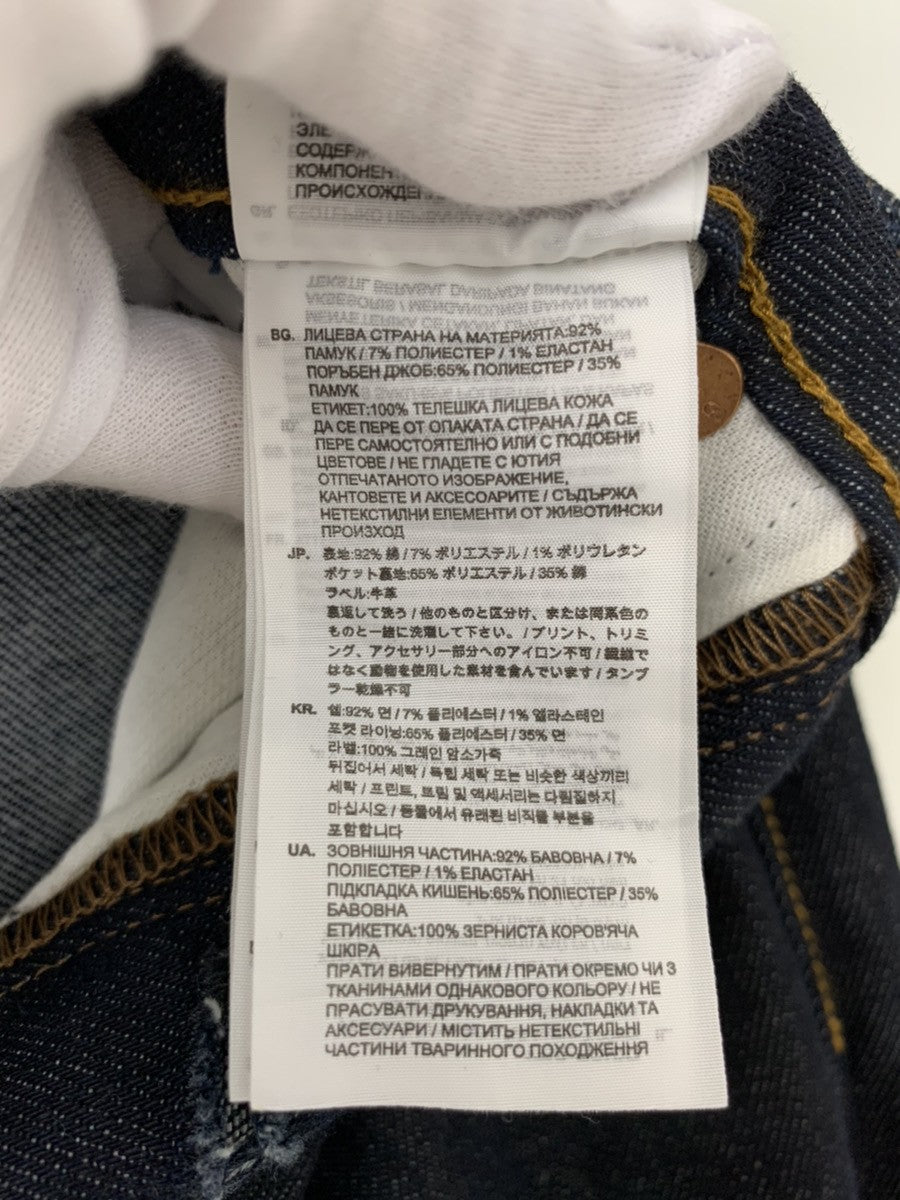 ЭЛЕ
СОДЕРЖ
КОМПОНЕН
ПРОИСХОЖДЕН
BG. ЛИЦЕВА СТРАНА НА МАТЕРИЯТА:92%
ПАМУК / 7% ПОЛИЕСТЕР / 1% ЕЛАСТАН
ПОРЪБЕН ДЖОБ:65% ПОЛИЕСТЕР / 35%
ПАМУК
ЕТИКЕТ:100% ТЕЛЕШКА ЛИЦЕВА КОЖА
ДА СЕ ПЕРЕ ОТ ОПАКАТА СТРАНА / ДА СЕ
ПЕРЕ САМОСТОЯТЕЛНО ИЛИ С ПОДОБНИ
ЦВЕТОВЕ / НЕ ГЛАДЕТЕ С ЮТИЯ
ОТПЕЧАТАНОТО ИЗОБРАЖЕНИЕ,
КАНТОВЕТЕ И АКСЕСОАРИТЕ / СЪДЪРЖА
НЕТЕКСТИЛНИ ЕЛЕМЕНТИ ОТ ЖИВОТИНСКИ
ПРОИЗХОД
JP. 表地:92% 綿 / 7% ポリエステル / 1% ポリウレタン
ポケット裏地:65% ポリエステル / 35% 綿
ラベル:牛革
裏返して洗う / 他のものと区分け、または同系色の
ものと一緒に洗濯して下さい。 / プリント、トリミ
ング、アクセサリー部分へのアイロン不可 / 繊維で
はなく動物を使用した素材を含んでいます / タンブ
ラー乾燥不可
KR. 쉘:92% 면 / 7% 폴리에스터 / 1% 엘라스테인
포켓 라이닝:65% 폴리에스터 / 35% 면
라벨:100% 그레인 암소가죽
뒤집어서 세탁 / 독립 세탁 또는 비슷한 색상끼리
세탁 / 프린트, 트림 및 액세서리는 다림질하지
마십시오 / 동물에서 유래된 비직물 부분을
포함합니다
UA. ЗОВНІШНЯ ЧАСТИНА:92% БАВОВНА / 7%
ПОЛІЕСТЕР / 1% ЕЛАСТАН
ПІДКЛАДКА КИШЕНЬ:65% ПОЛІЕСТЕР / 35%
БАВОВНА
ЕТИКЕТКА:100% ЗЕРНИСТА КОРОВ'ЯЧА
ШКІРА
ПРАТИ ВИВЕРНУТИМ / ПРАТИ ОКРЕМО ЧИ З
ТКАНИНАМИ ОДНАКОВОГО КОЛЬОРУ / НЕ
ПРАСУВАТИ ДРУКУВАННЯ, НАКЛАДКИ ТА
АКСЕСУАРИ / МІСТИТЬ НЕТЕКСТИЛЬНІ
ЧАСТИНИ ТВАРИННОГО ПОХОДЖЕННЯ